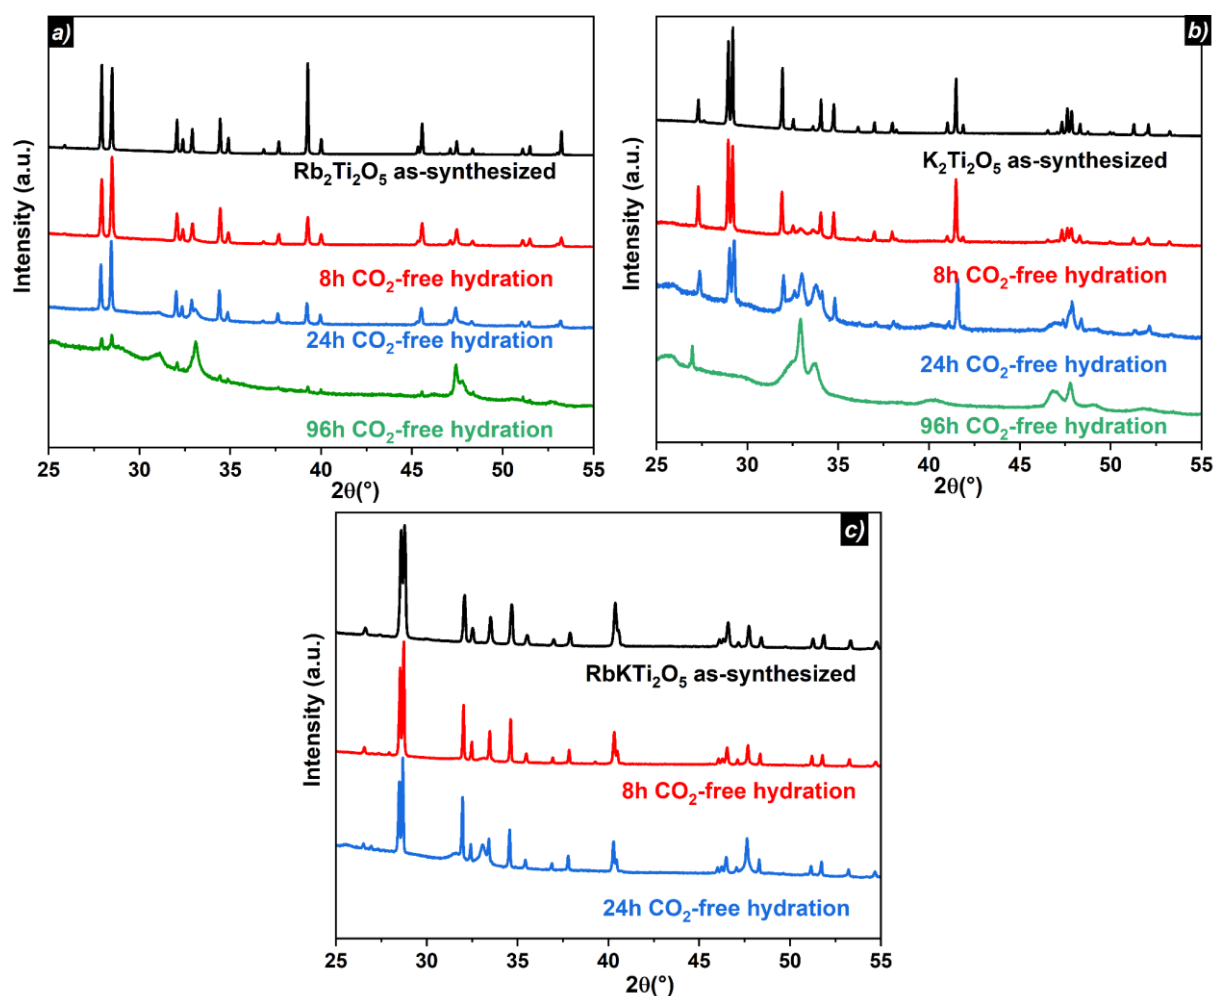 a)
Intensity (a.u.)
Rb₂Ti₂O₅ as-synthesized
8h CO₂-free hydration
24h CO₂-free hydration
96h CO₂-free hydration
25 30 35 40 45 50 55
2θ(°)
b)
Intensity (a.u.)
K₂Ti₂O₅ as-synthesized
8h CO₂-free hydration
24h CO₂-free hydration
96h CO₂-free hydration
25 30 35 40 45 50 55
2θ(°)
c)
Intensity (a.u.)
RbKTi₂O₅ as-synthesized
8h CO₂-free hydration
24h CO₂-free hydration
25 30 35 40 45 50 55
2θ(°)